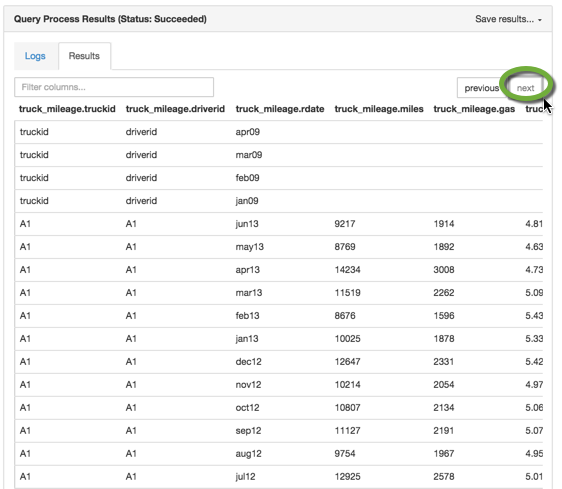 Query Process Results (Status: Succeeded) Save results...
Logs Results
Filter columns... previous next
truck_mileage.truckid truck_mileage.driverid truck_mileage.rdate truck_mileage.miles truck_mileage.gas truc
truckid driverid apr09
truckid driverid mar09
truckid driverid feb09
truckid driverid jan09
A1 A1 jun13 9217 1914 4.81
A1 A1 may13 8769 1892 4.63
A1 A1 apr13 14234 3008 4.73
A1 A1 mar13 11519 2262 5.09
A1 A1 feb13 8676 1596 5.43
A1 A1 jan13 10025 1878 5.33
A1 A1 dec12 12647 2331 5.42
A1 A1 nov12 10214 2054 4.97
A1 A1 oct12 10807 2134 5.06
A1 A1 sep12 11127 2191 5.07
A1 A1 aug12 9754 1967 4.95
A1 A1 jul12 12925 2578 5.01